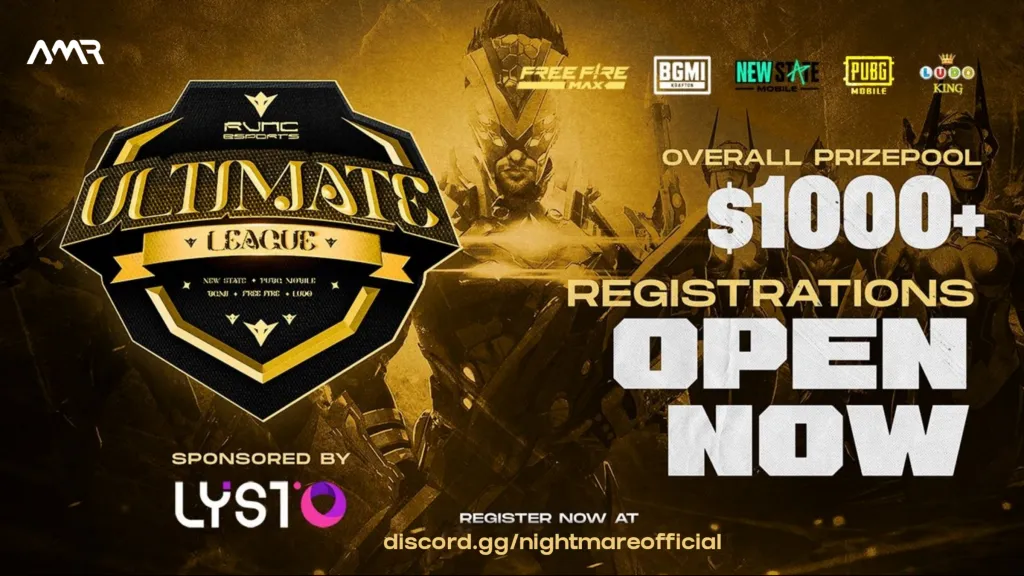 AMR
FREE FIRE
MAX
BGMI
KRAFTON
NEW STATE
MOBILE
PUBG
MOBILE
LUDO
KING
ESPORTS
ULTIMATE
LEAGUE
NEW STATE + PUBG MOBILE
BGMI + FREE FIRE + LUDO
OVERALL PRIZEPOOL
$1000+
REGISTRATIONS
OPEN
NOW
SPONSORED BY
LYSTO
REGISTER NOW AT
discord.gg/nightmareofficial